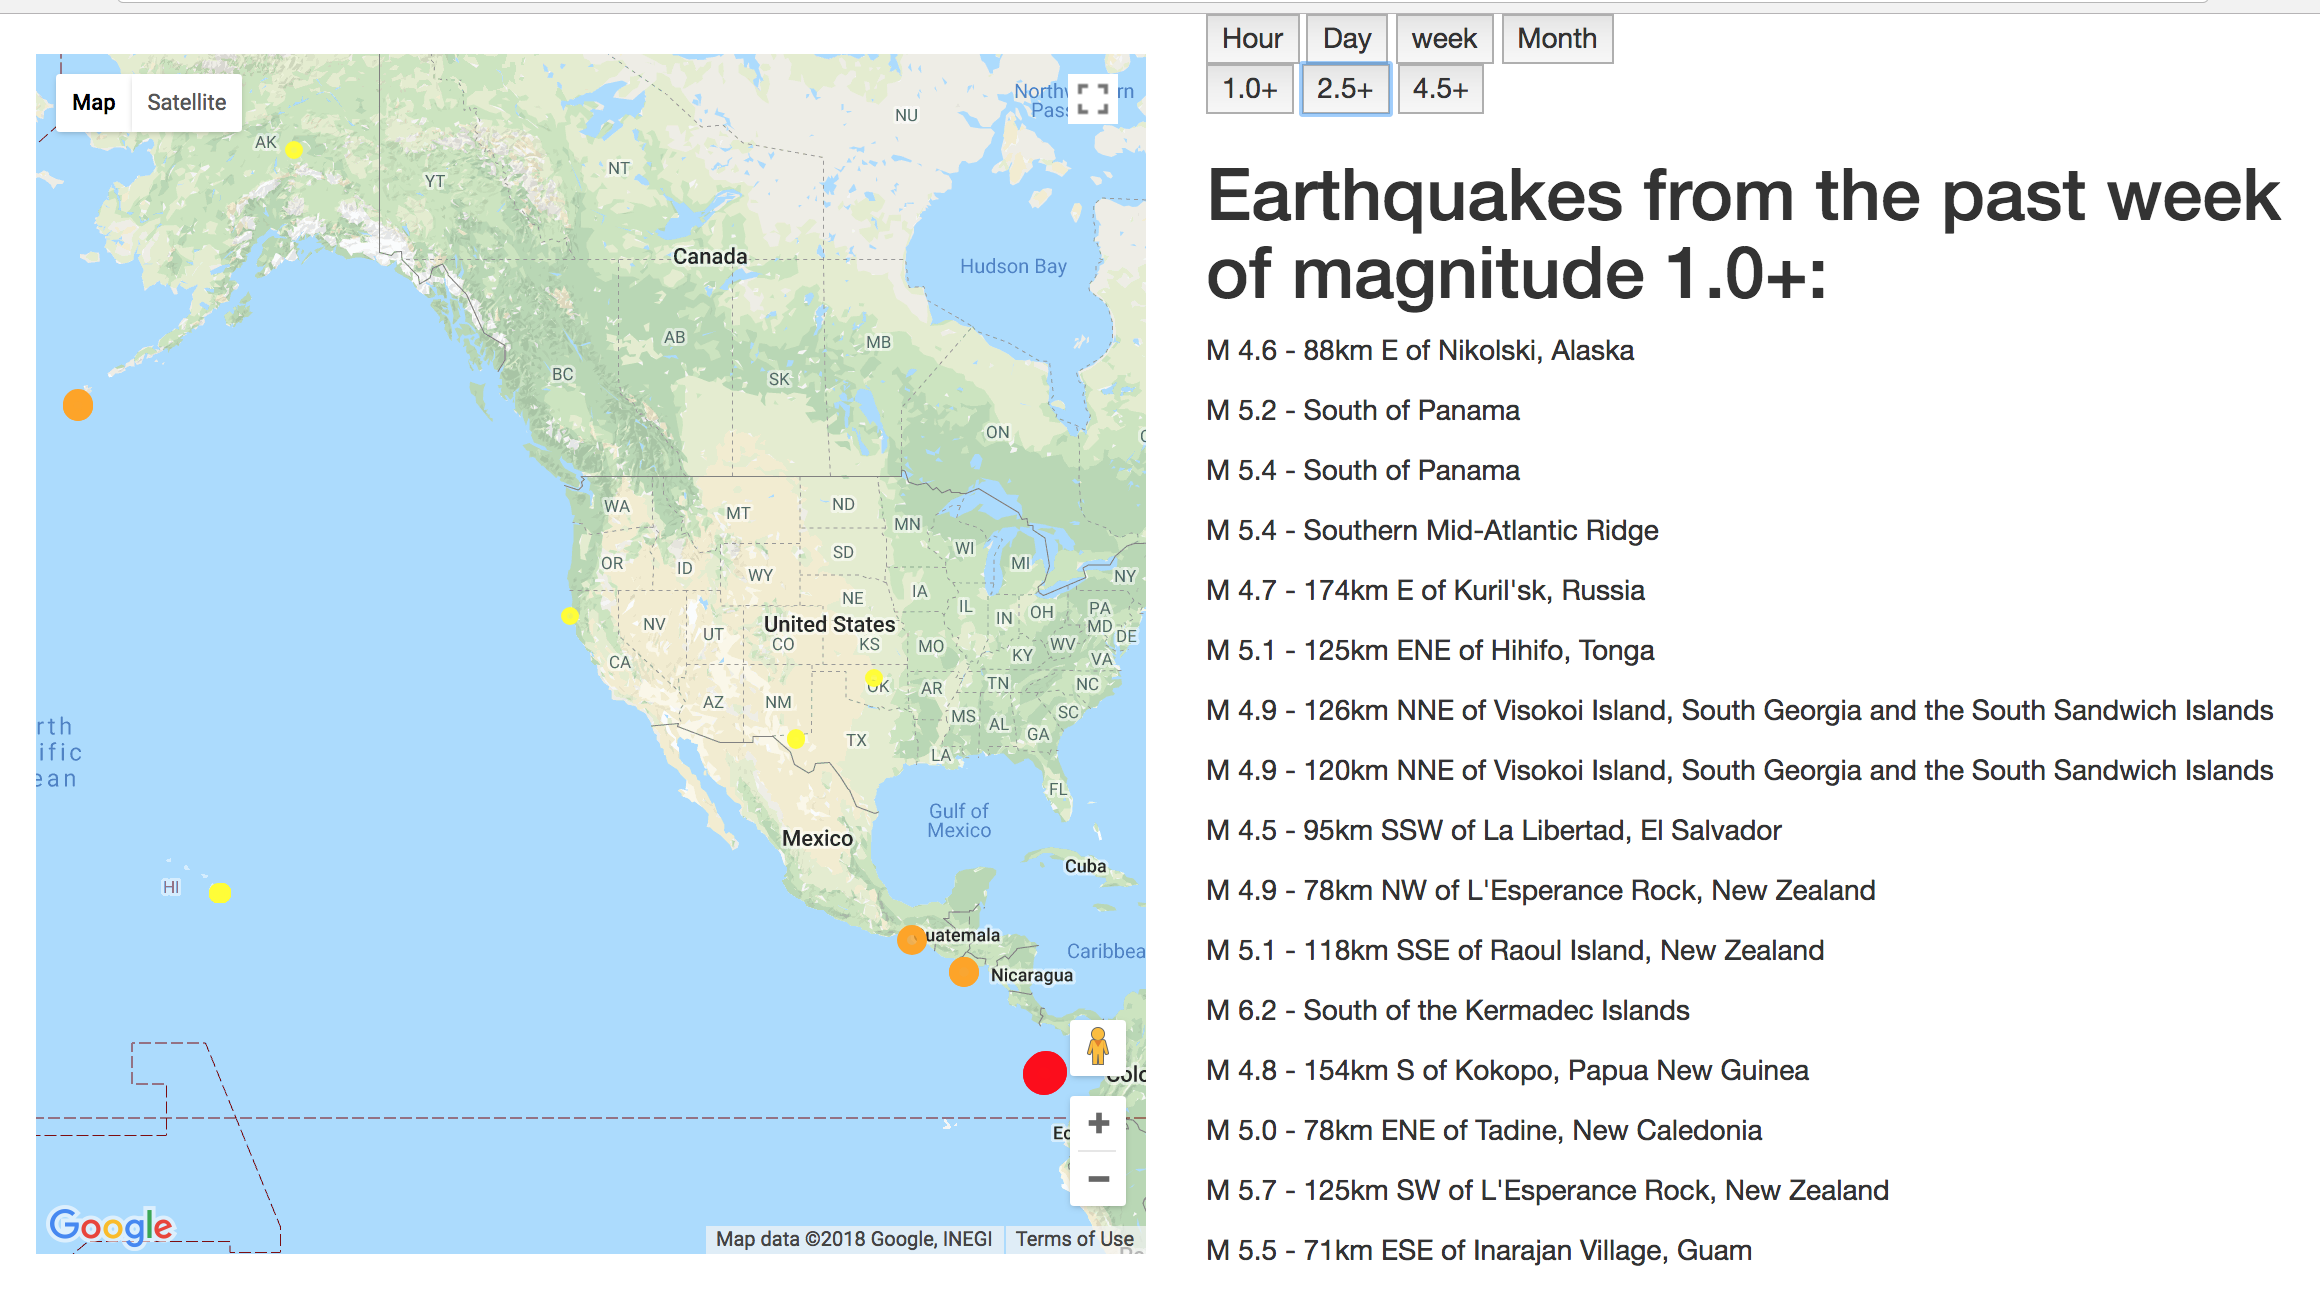 Hour Day week Month
1.0+ 2.5+ 4.5+
Earthquakes from the past week
of magnitude 1.0+:
M 4.6 - 88km E of Nikolski, Alaska
M 5.2 - South of Panama
M 5.4 - South of Panama
M 5.4 - Southern Mid-Atlantic Ridge
M 4.7 - 174km E of Kuril'sk, Russia
M 5.1 - 125km ENE of Hihifo, Tonga
M 4.9 - 126km NNE of Visokoi Island, South Georgia and the South Sandwich Islands
M 4.9 - 120km NNE of Visokoi Island, South Georgia and the South Sandwich Islands
M 4.5 - 95km SSW of La Libertad, El Salvador
M 4.9 - 78km NW of L'Esperance Rock, New Zealand
M 5.1 - 118km SSE of Raoul Island, New Zealand
M 6.2 - South of the Kermadec Islands
M 4.8 - 154km S of Kokopo, Papua New Guinea
M 5.0 - 78km ENE of Tadine, New Caledonia
M 5.7 - 125km SW of L'Esperance Rock, New Zealand
M 5.5 - 71km ESE of Inarajan Village, Guam
Map Satellite
NU
AK
NT
YT
Canada
Hudson Bay
AB
MB
BC
SK
ON
WA
MT
ND
MN
WI
MI
SD
OR
ID
WY
NY
NE
IA
IL
IN
OH
PA
MD
DE
NV
UT
United States
CO
KS
MO
WV
KY
VA
CA
OK
AR
TN
NC
AZ
NM
MS
AL
SC
GA
TX
LA
FL
Gulf of
Mexico
Mexico
Cuba
HI
uatemala
Caribbea
Nicaragua
Google
Map data ©2018 Google, INEGI
Terms of Use